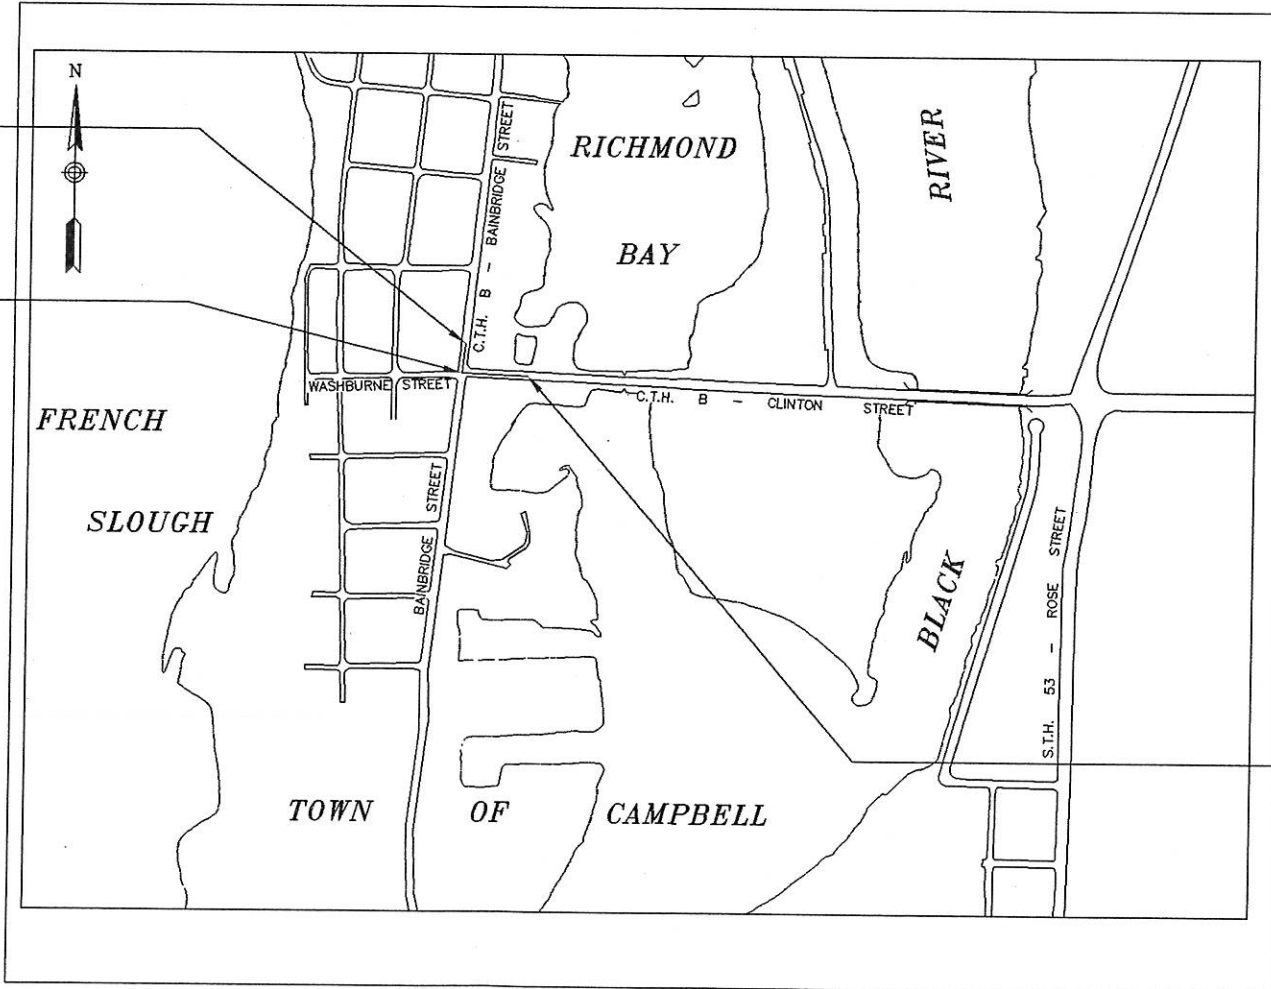 N
RICHMOND
BAY
RIVER
C.T.H. B - BAINBRIDGE STREET
WASHBURNE STREET
C.T.H. B - CLINTON STREET
FRENCH
SLOUGH
BAINBRIDGE STREET
BLACK
S.T.H. 53 - ROSE STREET
TOWN OF CAMPBELL